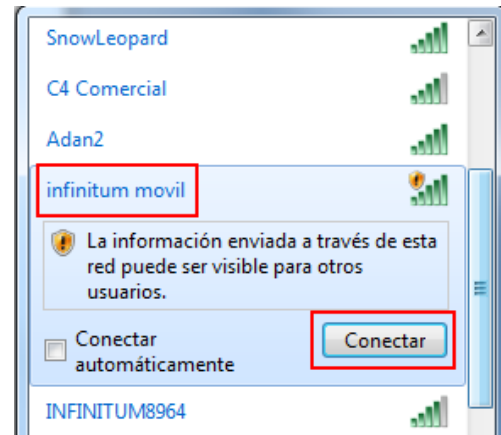 SnowLeopard
C4 Comercial
Adan2
infinitum movil
La información enviada a través de esta
red puede ser visible para otros
usuarios.
Conectar
automáticamente
Conectar
INFINITUM8964